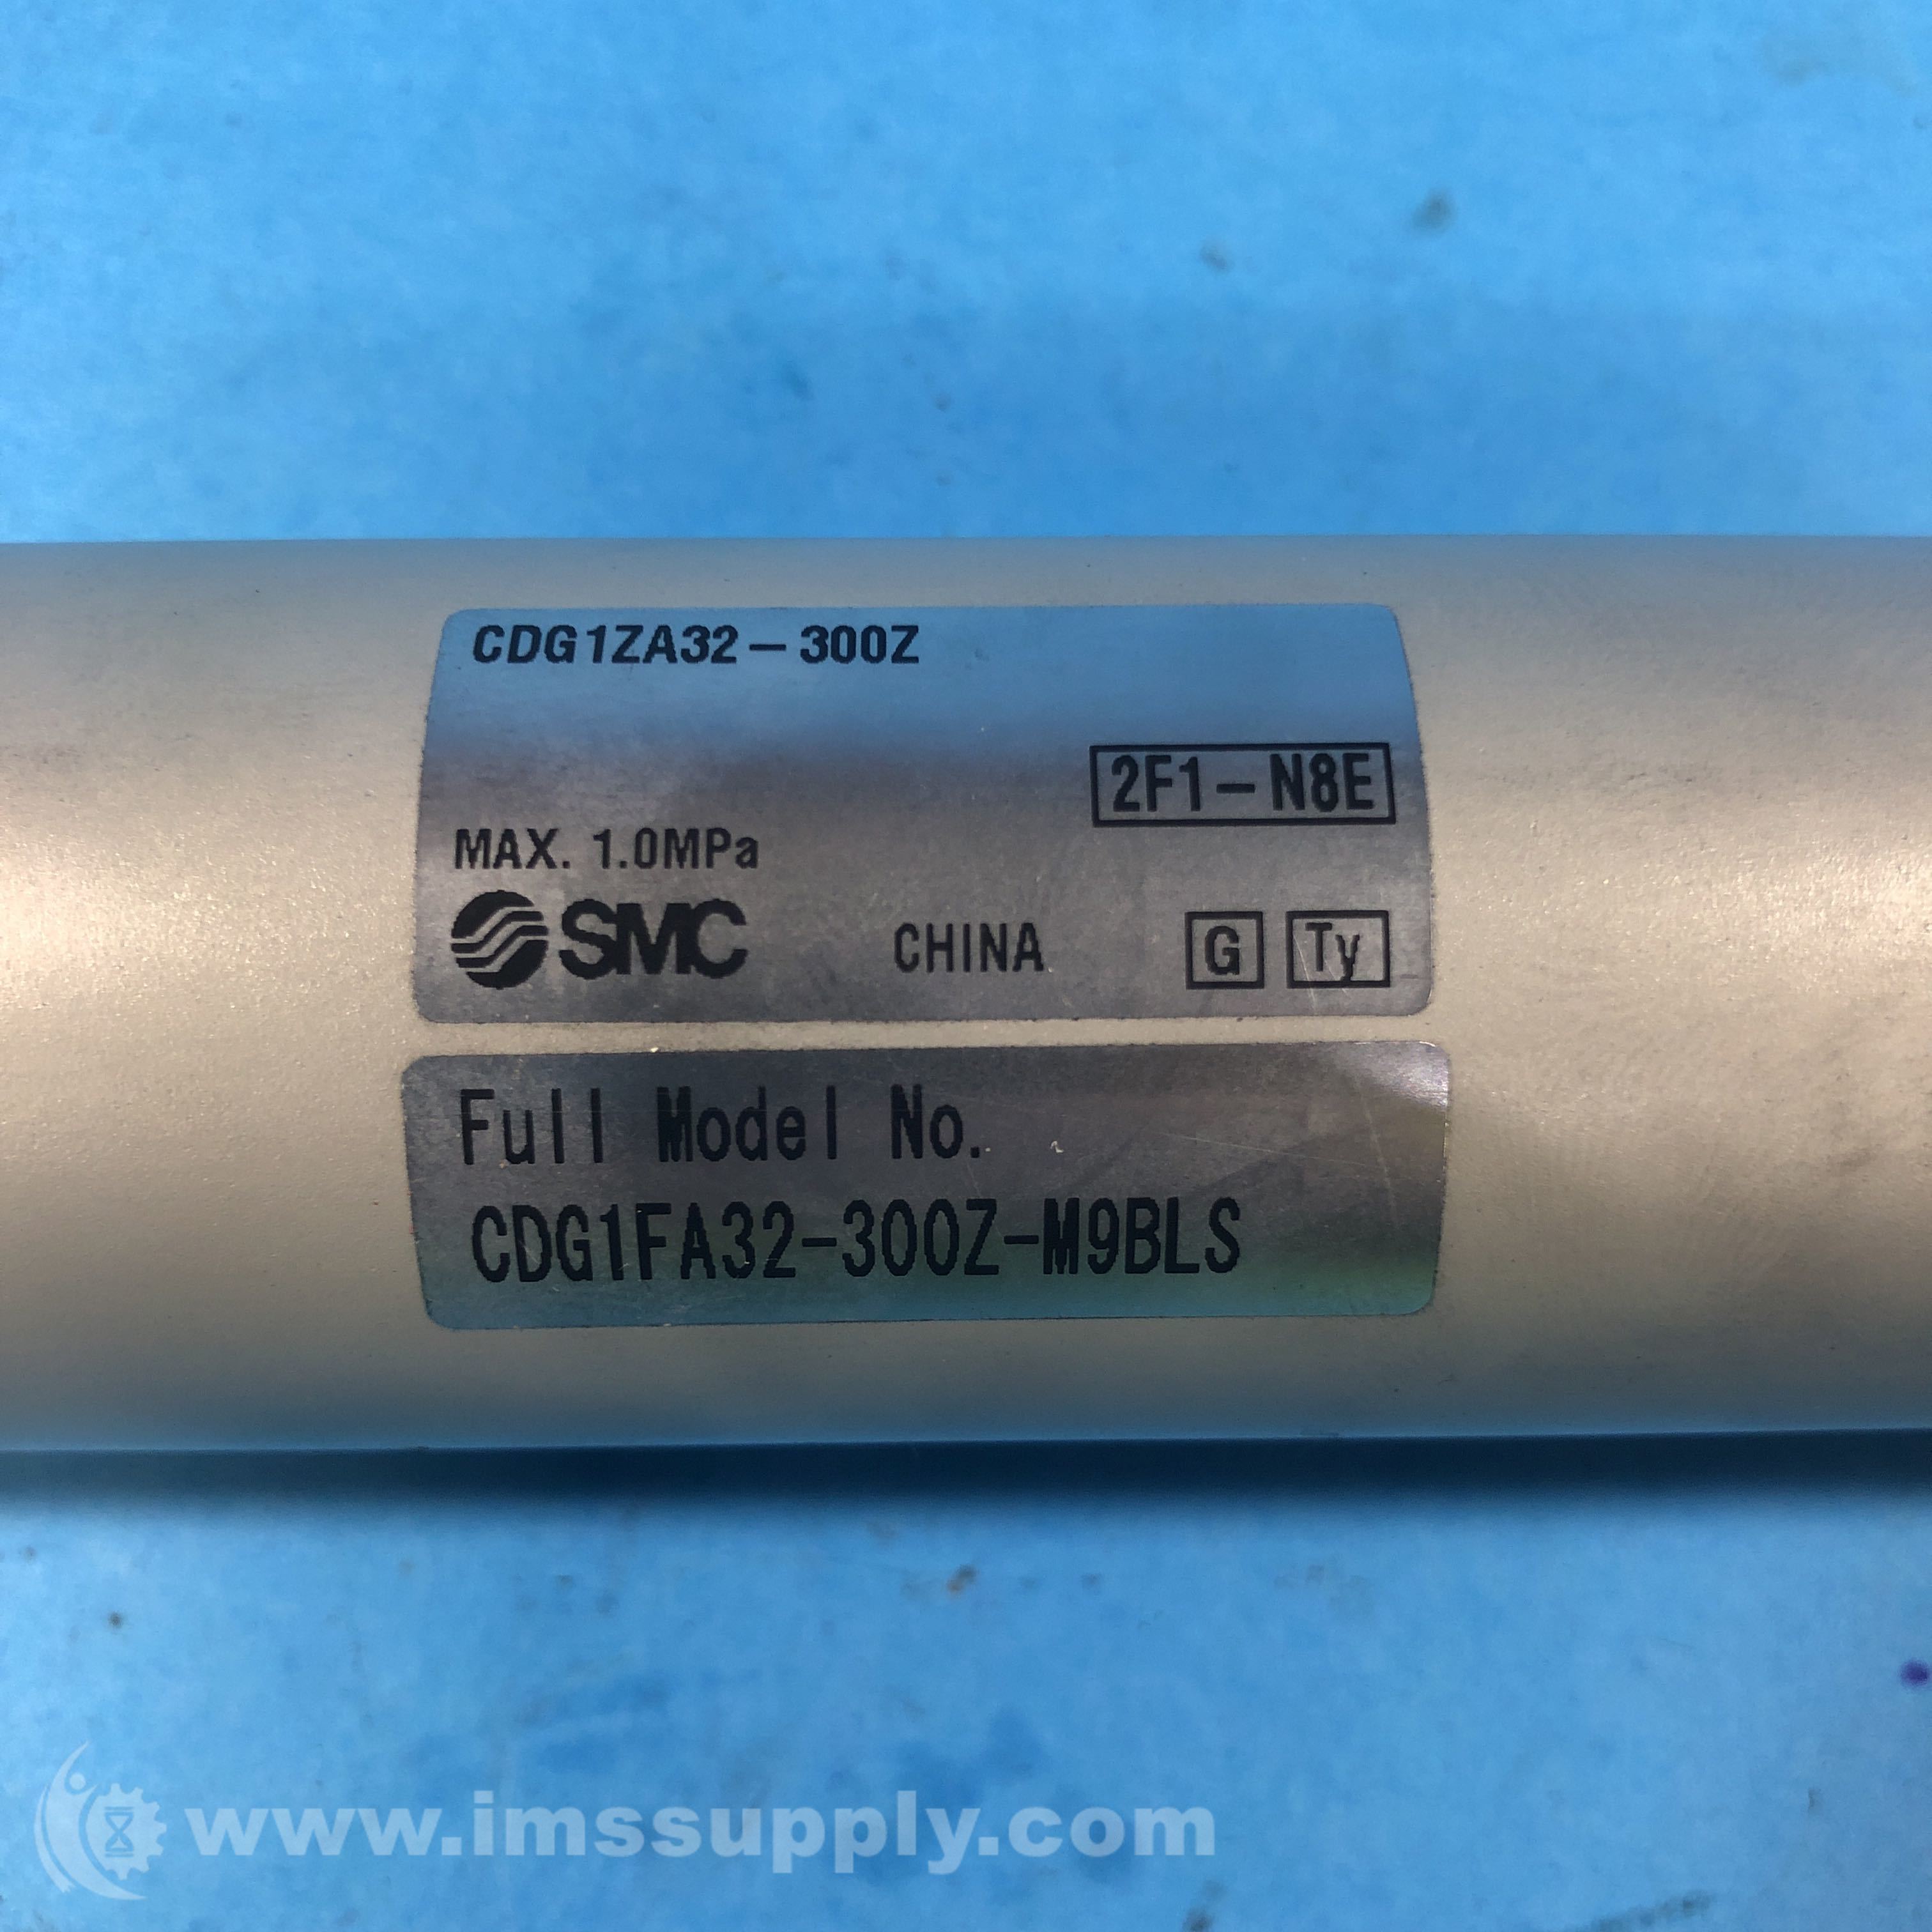 CDG1ZA32-300Z
2F1-N8E
MAX. 1.0MPa
SMC CHINA G Ty
Full Model No.
CDG1FA32-300Z-M9BLS
www.imssupply.com